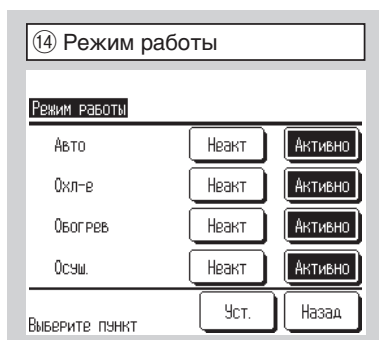 ⑭ Режим работы
Режим работы
Авто Неакт Активно
Охл-е Неакт Активно
Обогрев Неакт Активно
Осуш. Неакт Активно
Выберите пункт Уст. Назад